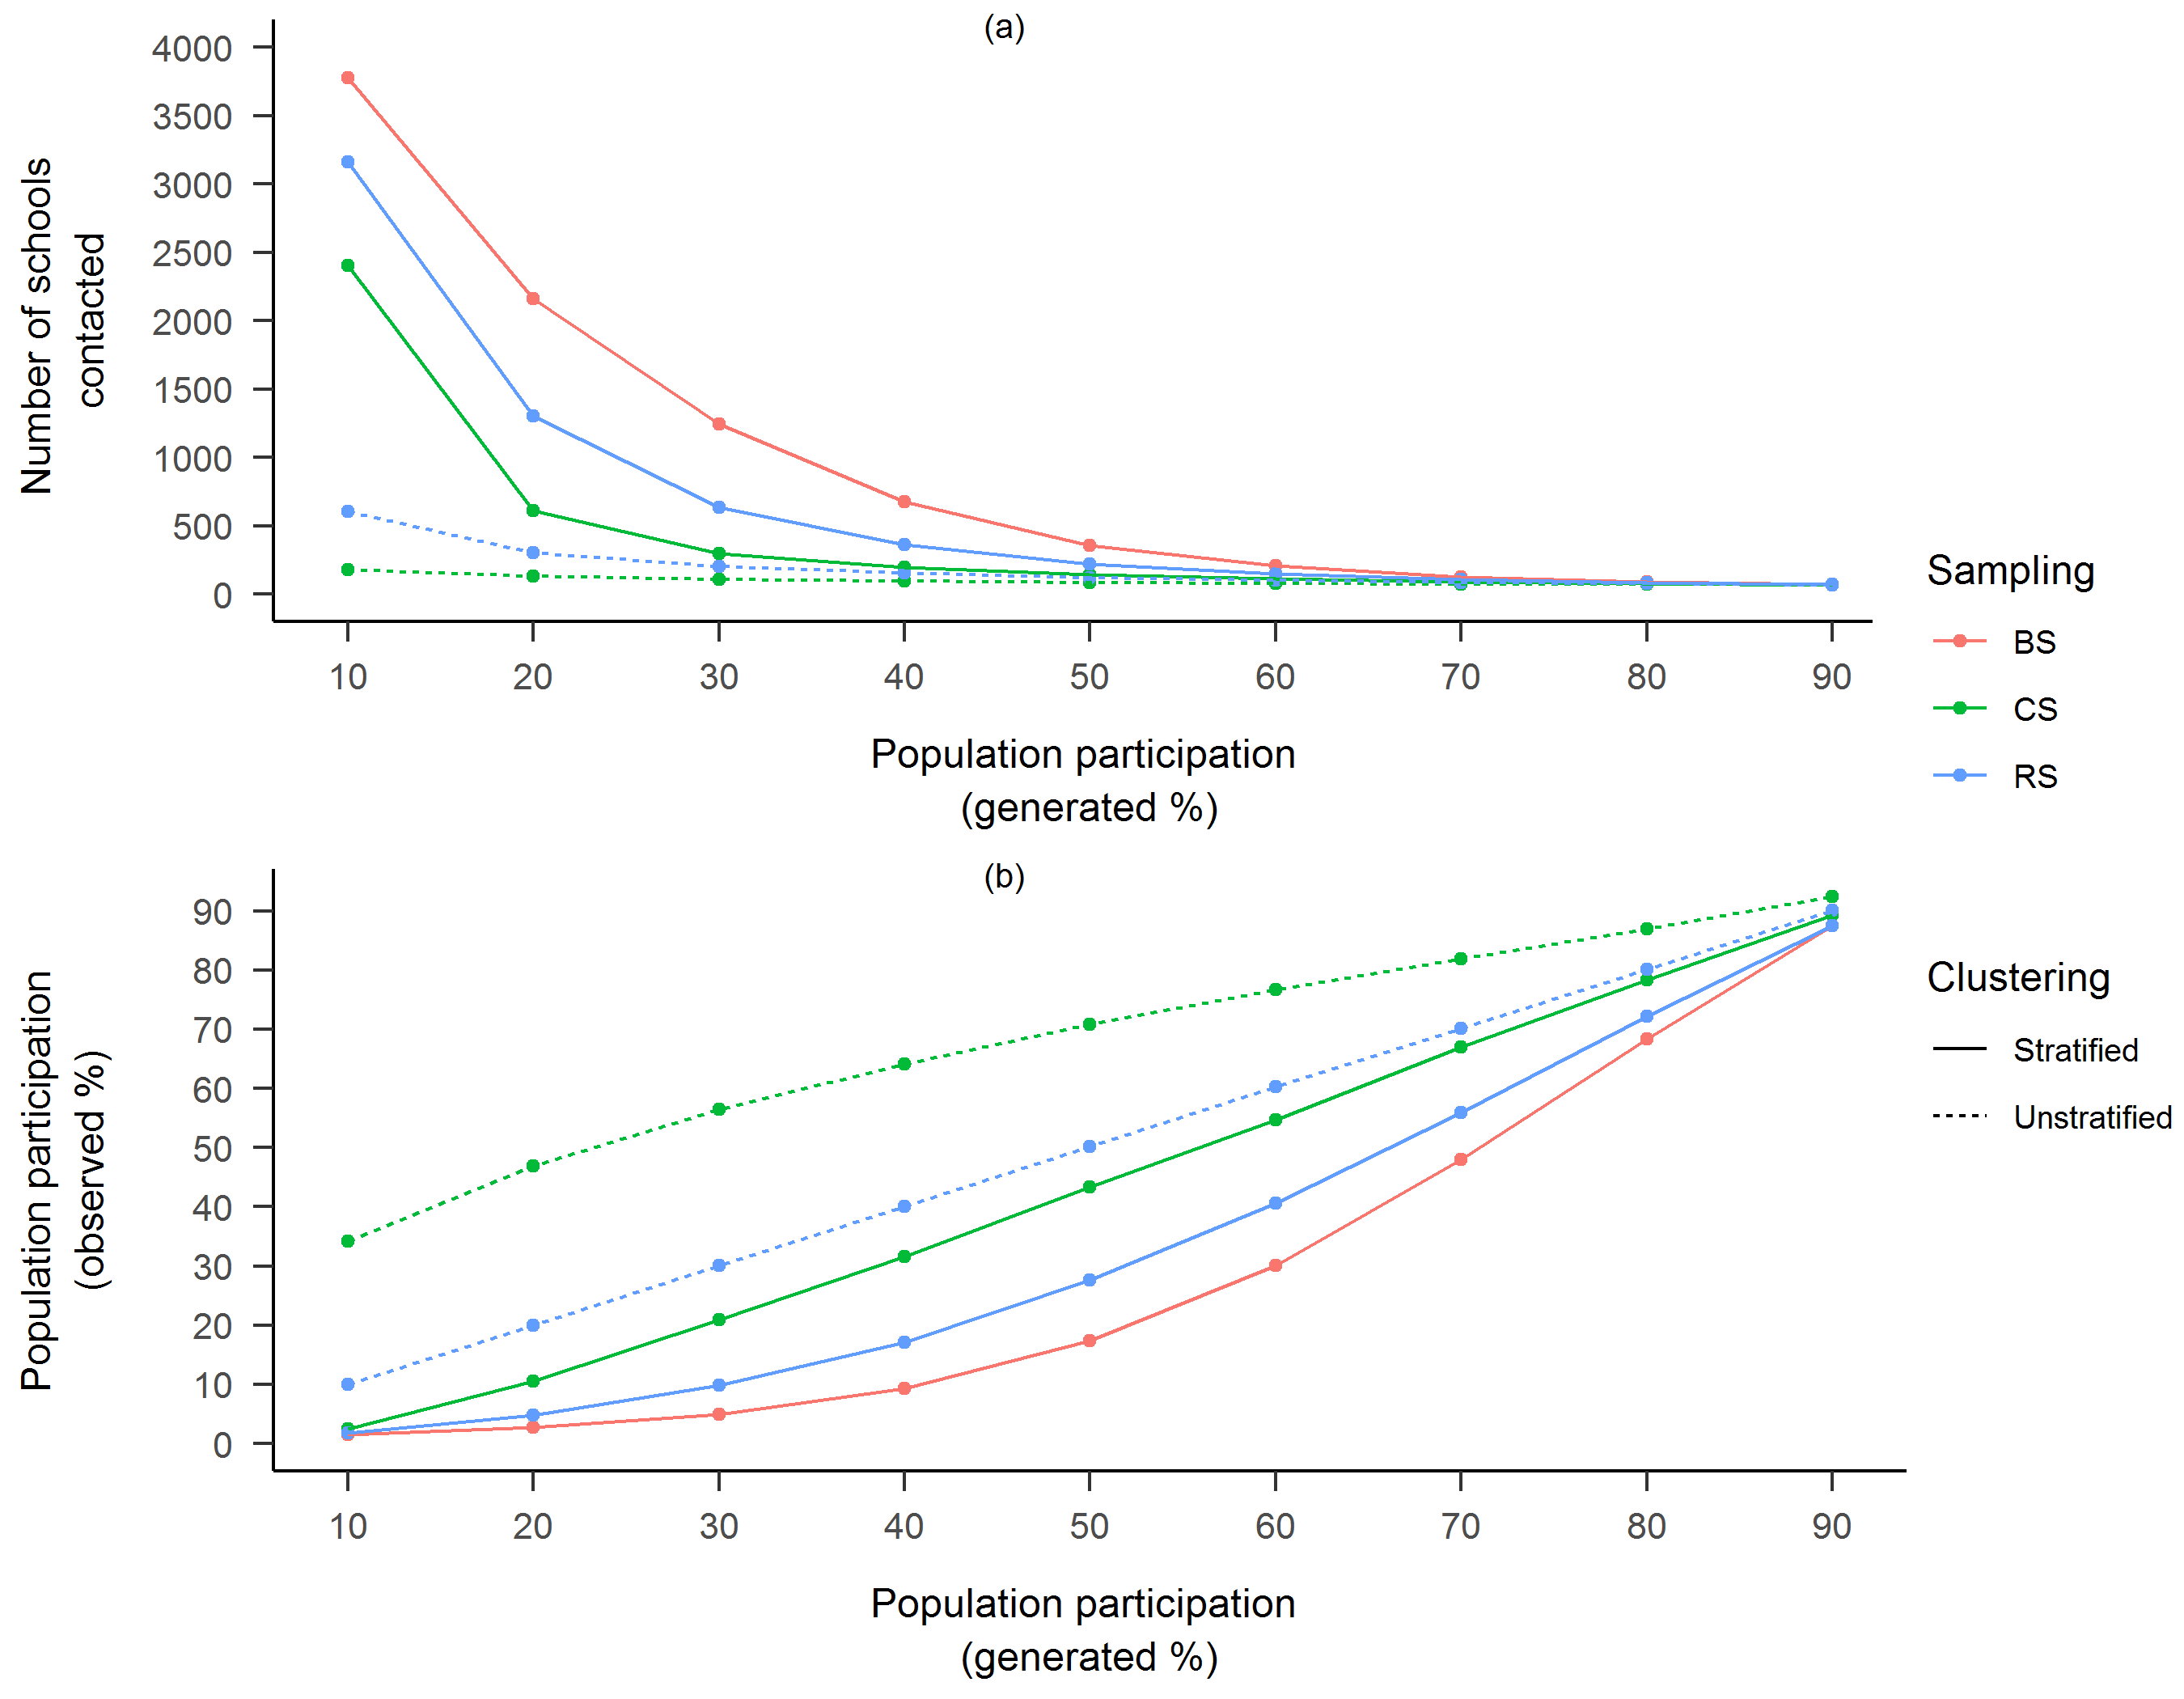 (a)
4000
3500
3000
2500
2000
1500
1000
500
0
Number of schools
contacted
10 20 30 40 50 60 70 80 90
Population participation
(generated %)
(b)
90
80
70
60
50
40
30
20
10
0
Population participation
(observed %)
10 20 30 40 50 60 70 80 90
Population participation
(generated %)
Sampling
BS
CS
RS
Clustering
Stratified
Unstratified